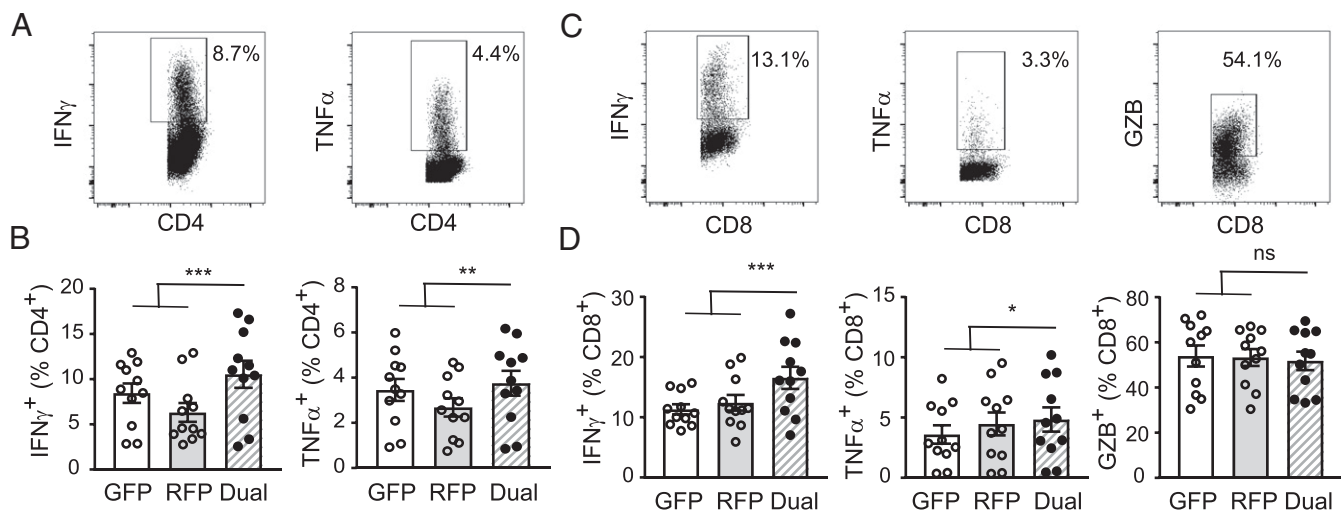 A
IFNγ
8.7%
CD4
TNFα
4.4%
CD4
C
IFNγ
13.1%
CD8
TNFα
3.3%
CD8
GZB
54.1%
CD8
B
IFNγ+ (% CD4+)
20
15
10
5
0
***
GFP RFP Dual
TNFα+ (% CD4+)
8
6
4
2
0
**
GFP RFP Dual
D
IFNγ+ (% CD8+)
30
20
10
0
***
GFP RFP Dual
TNFα+ (% CD8+)
15
10
5
0
*
GFP RFP Dual
GZB+ (% CD8+)
80
60
40
20
0
ns
GFP RFP Dual